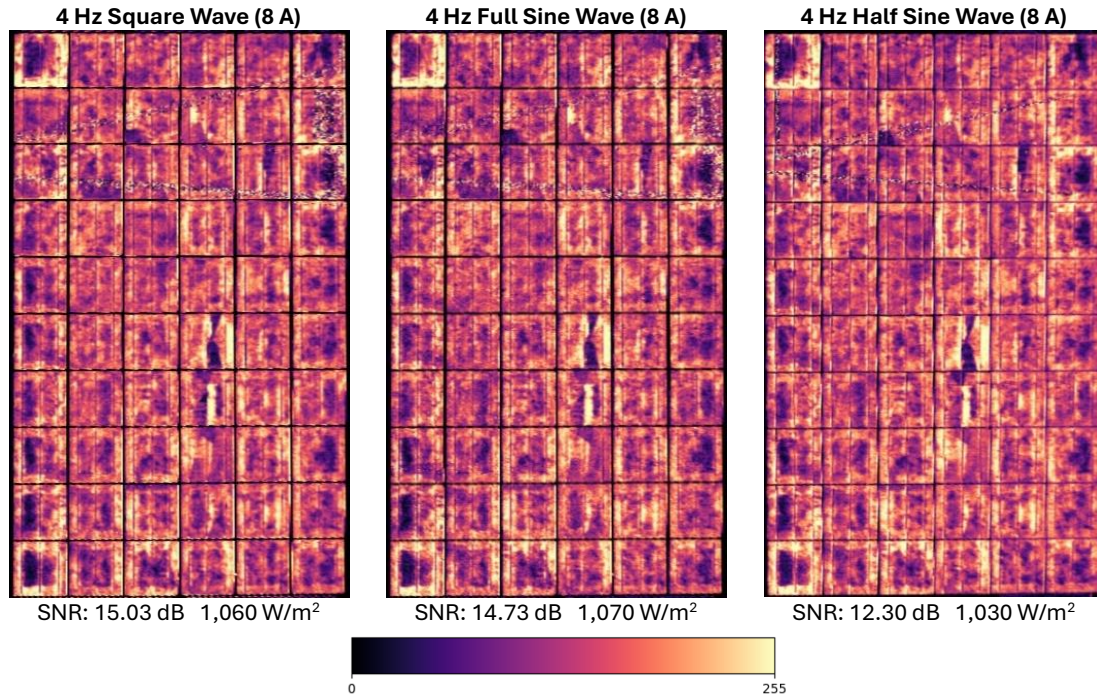 4 Hz Square Wave (8 A)
4 Hz Full Sine Wave (8 A)
4 Hz Half Sine Wave (8 A)
SNR: 15.03 dB 1,060 W/m²
SNR: 14.73 dB 1,070 W/m²
SNR: 12.30 dB 1,030 W/m²
0
255